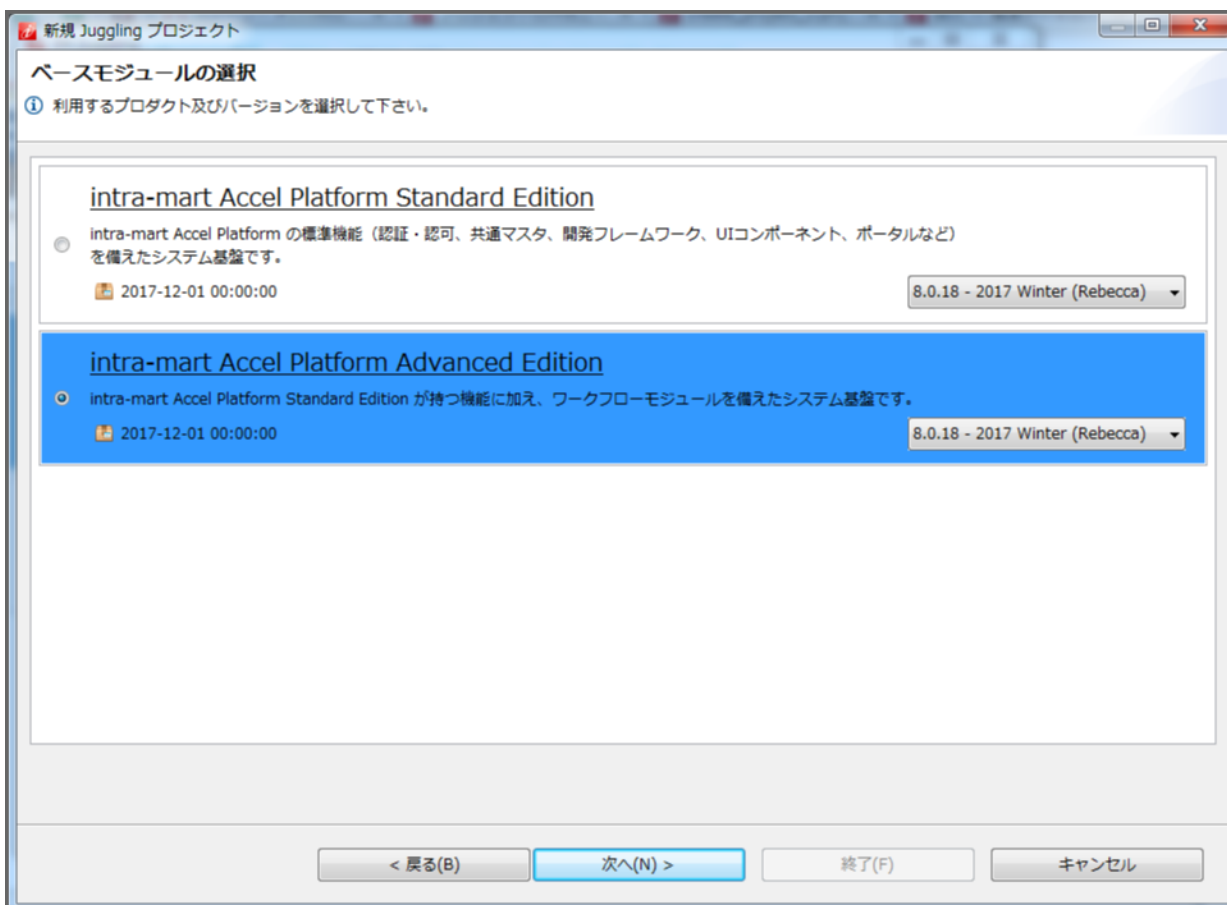 新規 Juggling プロジェクト
ベースモジュールの選択
利用するプロダクト及びバージョンを選択して下さい。
intra-mart Accel Platform Standard Edition
intra-mart Accel Platform の標準機能（認証・認可、共通マスタ、開発フレームワーク、UIコンポーネント、ポータルなど）
を備えたシステム基盤です。
2017-12-01 00:00:00
8.0.18 - 2017 Winter (Rebecca)
intra-mart Accel Platform Advanced Edition
intra-mart Accel Platform Standard Edition が持つ機能に加え、ワークフローモジュールを備えたシステム基盤です。
2017-12-01 00:00:00
8.0.18 - 2017 Winter (Rebecca)
< 戻る(B)
次へ(N) >
終了(F)
キャンセル